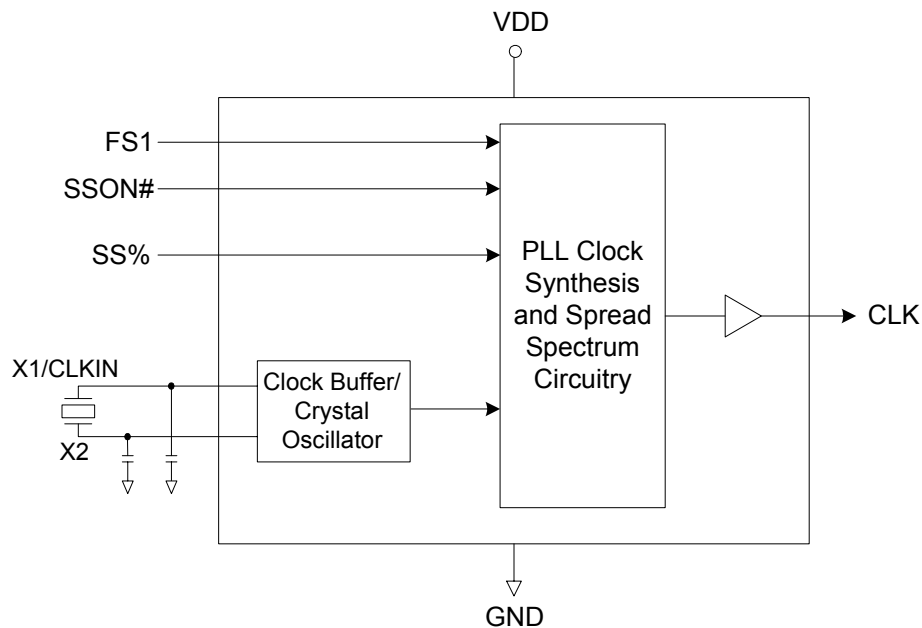 VDD
FS1
SSON#
SS%
PLL Clock
Synthesis
and Spread
Spectrum
Circuitry
CLK
X1/CLKIN
Clock Buffer/
Crystal
Oscillator
X2
GND